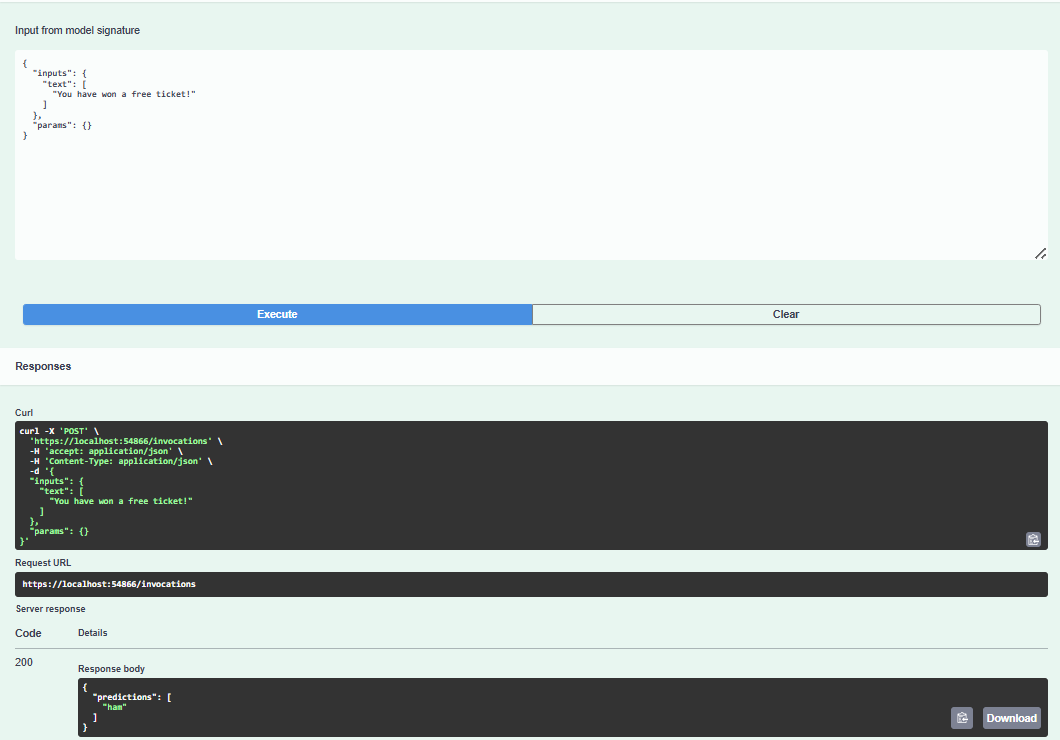 Input from model signature
{
  "inputs": {
    "text": [
      "You have won a free ticket!"
    ]
  },
  "params": {}
}
Execute Clear
Responses
Curl
curl -X 'POST' \
  'https://localhost:54866/invocations' \
  -H 'accept: application/json' \
  -H 'Content-Type: application/json' \
  -d '{
  "inputs": {
    "text": [
      "You have won a free ticket!"
    ]
  },
  "params": {}
}'
Request URL
https://localhost:54866/invocations
Server response
Code Details
200
Response body
{
  "predictions": [
    "ham"
  ]
}
Download